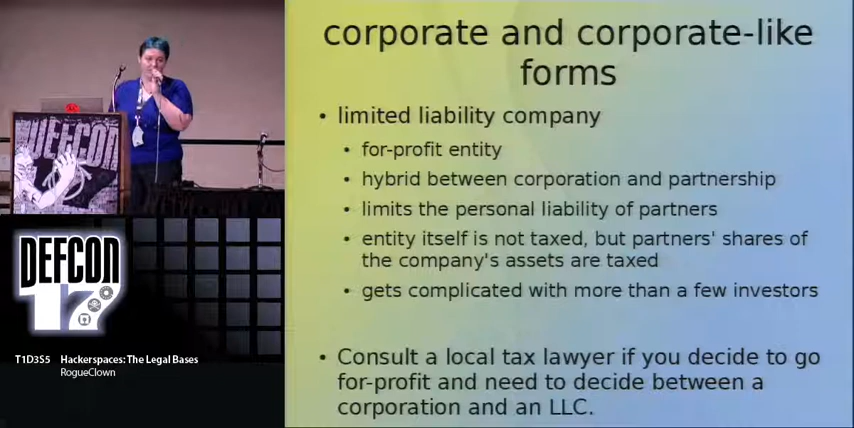 corporate and corporate-like
forms
• limited liability company
• for-profit entity
• hybrid between corporation and partnership
• limits the personal liability of partners
• entity itself is not taxed, but partners' shares of
the company's assets are taxed
• gets complicated with more than a few investors
• Consult a local tax lawyer if you decide to go
for-profit and need to decide between a
corporation and an LLC.
DEFCON
DEFCON
17
T1D3S5 Hackerspaces: The Legal Bases
RogueClown